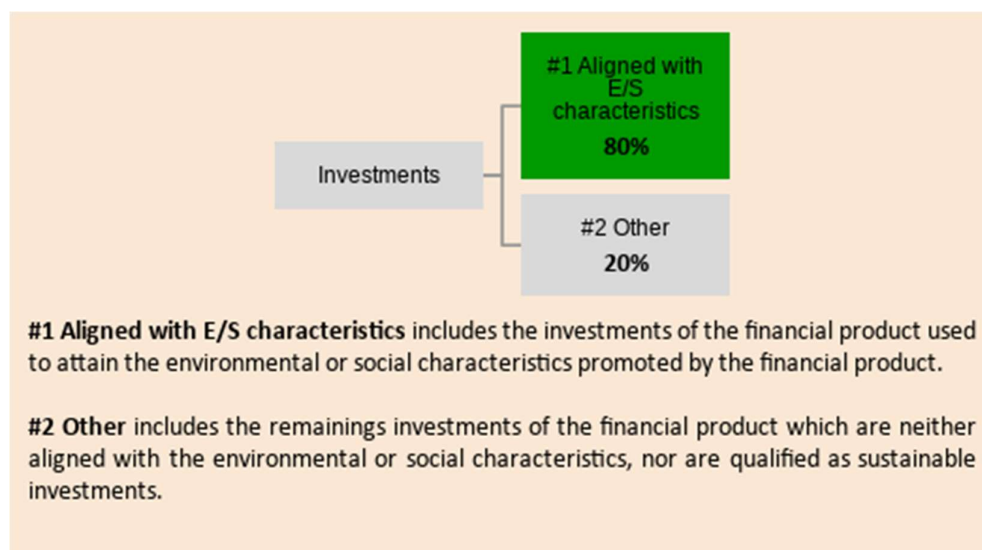 #1 Aligned with
E/S
characteristics
80%
Investments
#2 Other
20%
#1 Aligned with E/S characteristics includes the investments of the financial product used
to attain the environmental or social characteristics promoted by the financial product.
#2 Other includes the remainings investments of the financial product which are neither
aligned with the environmental or social characteristics, nor are qualified as sustainable
investments.